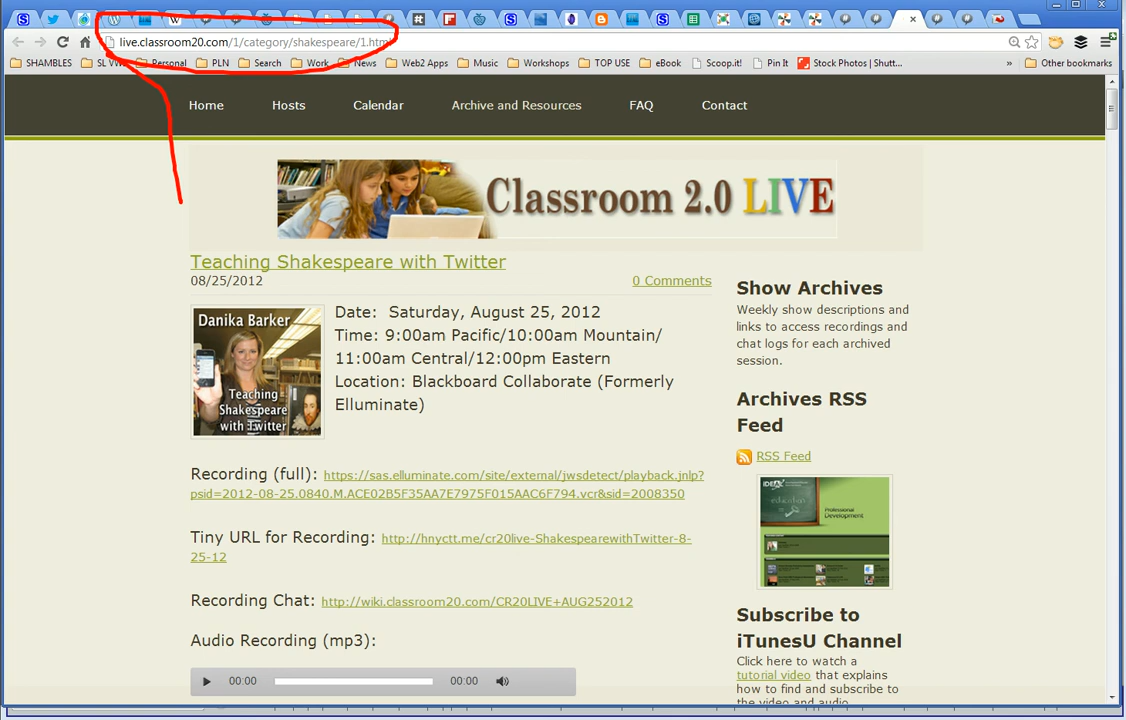 live.classroom20.com/1/category/shakespeare/1.html
SHAMBLES
Personal PLN Search Work News Web2 Apps Music Workshops TOP USE eBook Scoop.it! Pin It Stock Photos | Shutt... » Other bookmarks
Home Hosts Calendar Archive and Resources FAQ Contact
Classroom 2.0 LIVE
Teaching Shakespeare with Twitter
08/25/2012
0 Comments
Danika Barker
Teaching
Shakespeare
with Twitter
Date: Saturday, August 25, 2012
Time: 9:00am Pacific/10:00am Mountain/
11:00am Central/12:00pm Eastern
Location: Blackboard Collaborate (Formerly
Elluminate)
Recording (full): https://sas.elluminate.com/site/external/jwsdetect/playback.jnlp?
psid=2012-08-25.0840.M.ACE02B5F35AA7E7975F015AAC6F794.vcr&sid=2008350
Tiny URL for Recording: http://hnyctt.me/cr20live-ShakespearewithTwitter-8-
25-12
Recording Chat: http://wiki.classroom20.com/CR20LIVE+AUG252012
Audio Recording (mp3):
00:00 00:00
Show Archives
Weekly show descriptions and
links to access recordings and
chat logs for each archived
session.
Archives RSS
Feed
RSS Feed
education
Professional
Development
Subscribe to
iTunesU Channel
Click here to watch a
tutorial video that explains
how to find and subscribe to
the video and audio